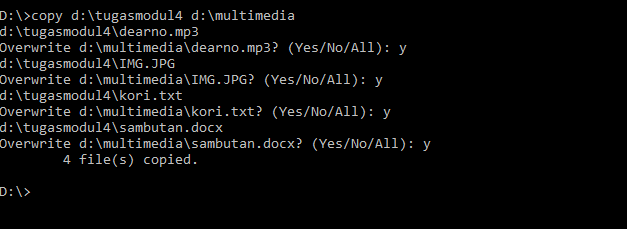 D:\>copy d:\tugasmodul4 d:\multimedia
d:\tugasmodul4\dearno.mp3
Overwrite d:\multimedia\dearno.mp3? (Yes/No/All): y
d:\tugasmodul4\IMG.JPG
Overwrite d:\multimedia\IMG.JPG? (Yes/No/All): y
d:\tugasmodul4\kori.txt
Overwrite d:\multimedia\kori.txt? (Yes/No/All): y
d:\tugasmodul4\sambutan.docx
Overwrite d:\multimedia\sambutan.docx? (Yes/No/All): y
        4 file(s) copied.
D:\>